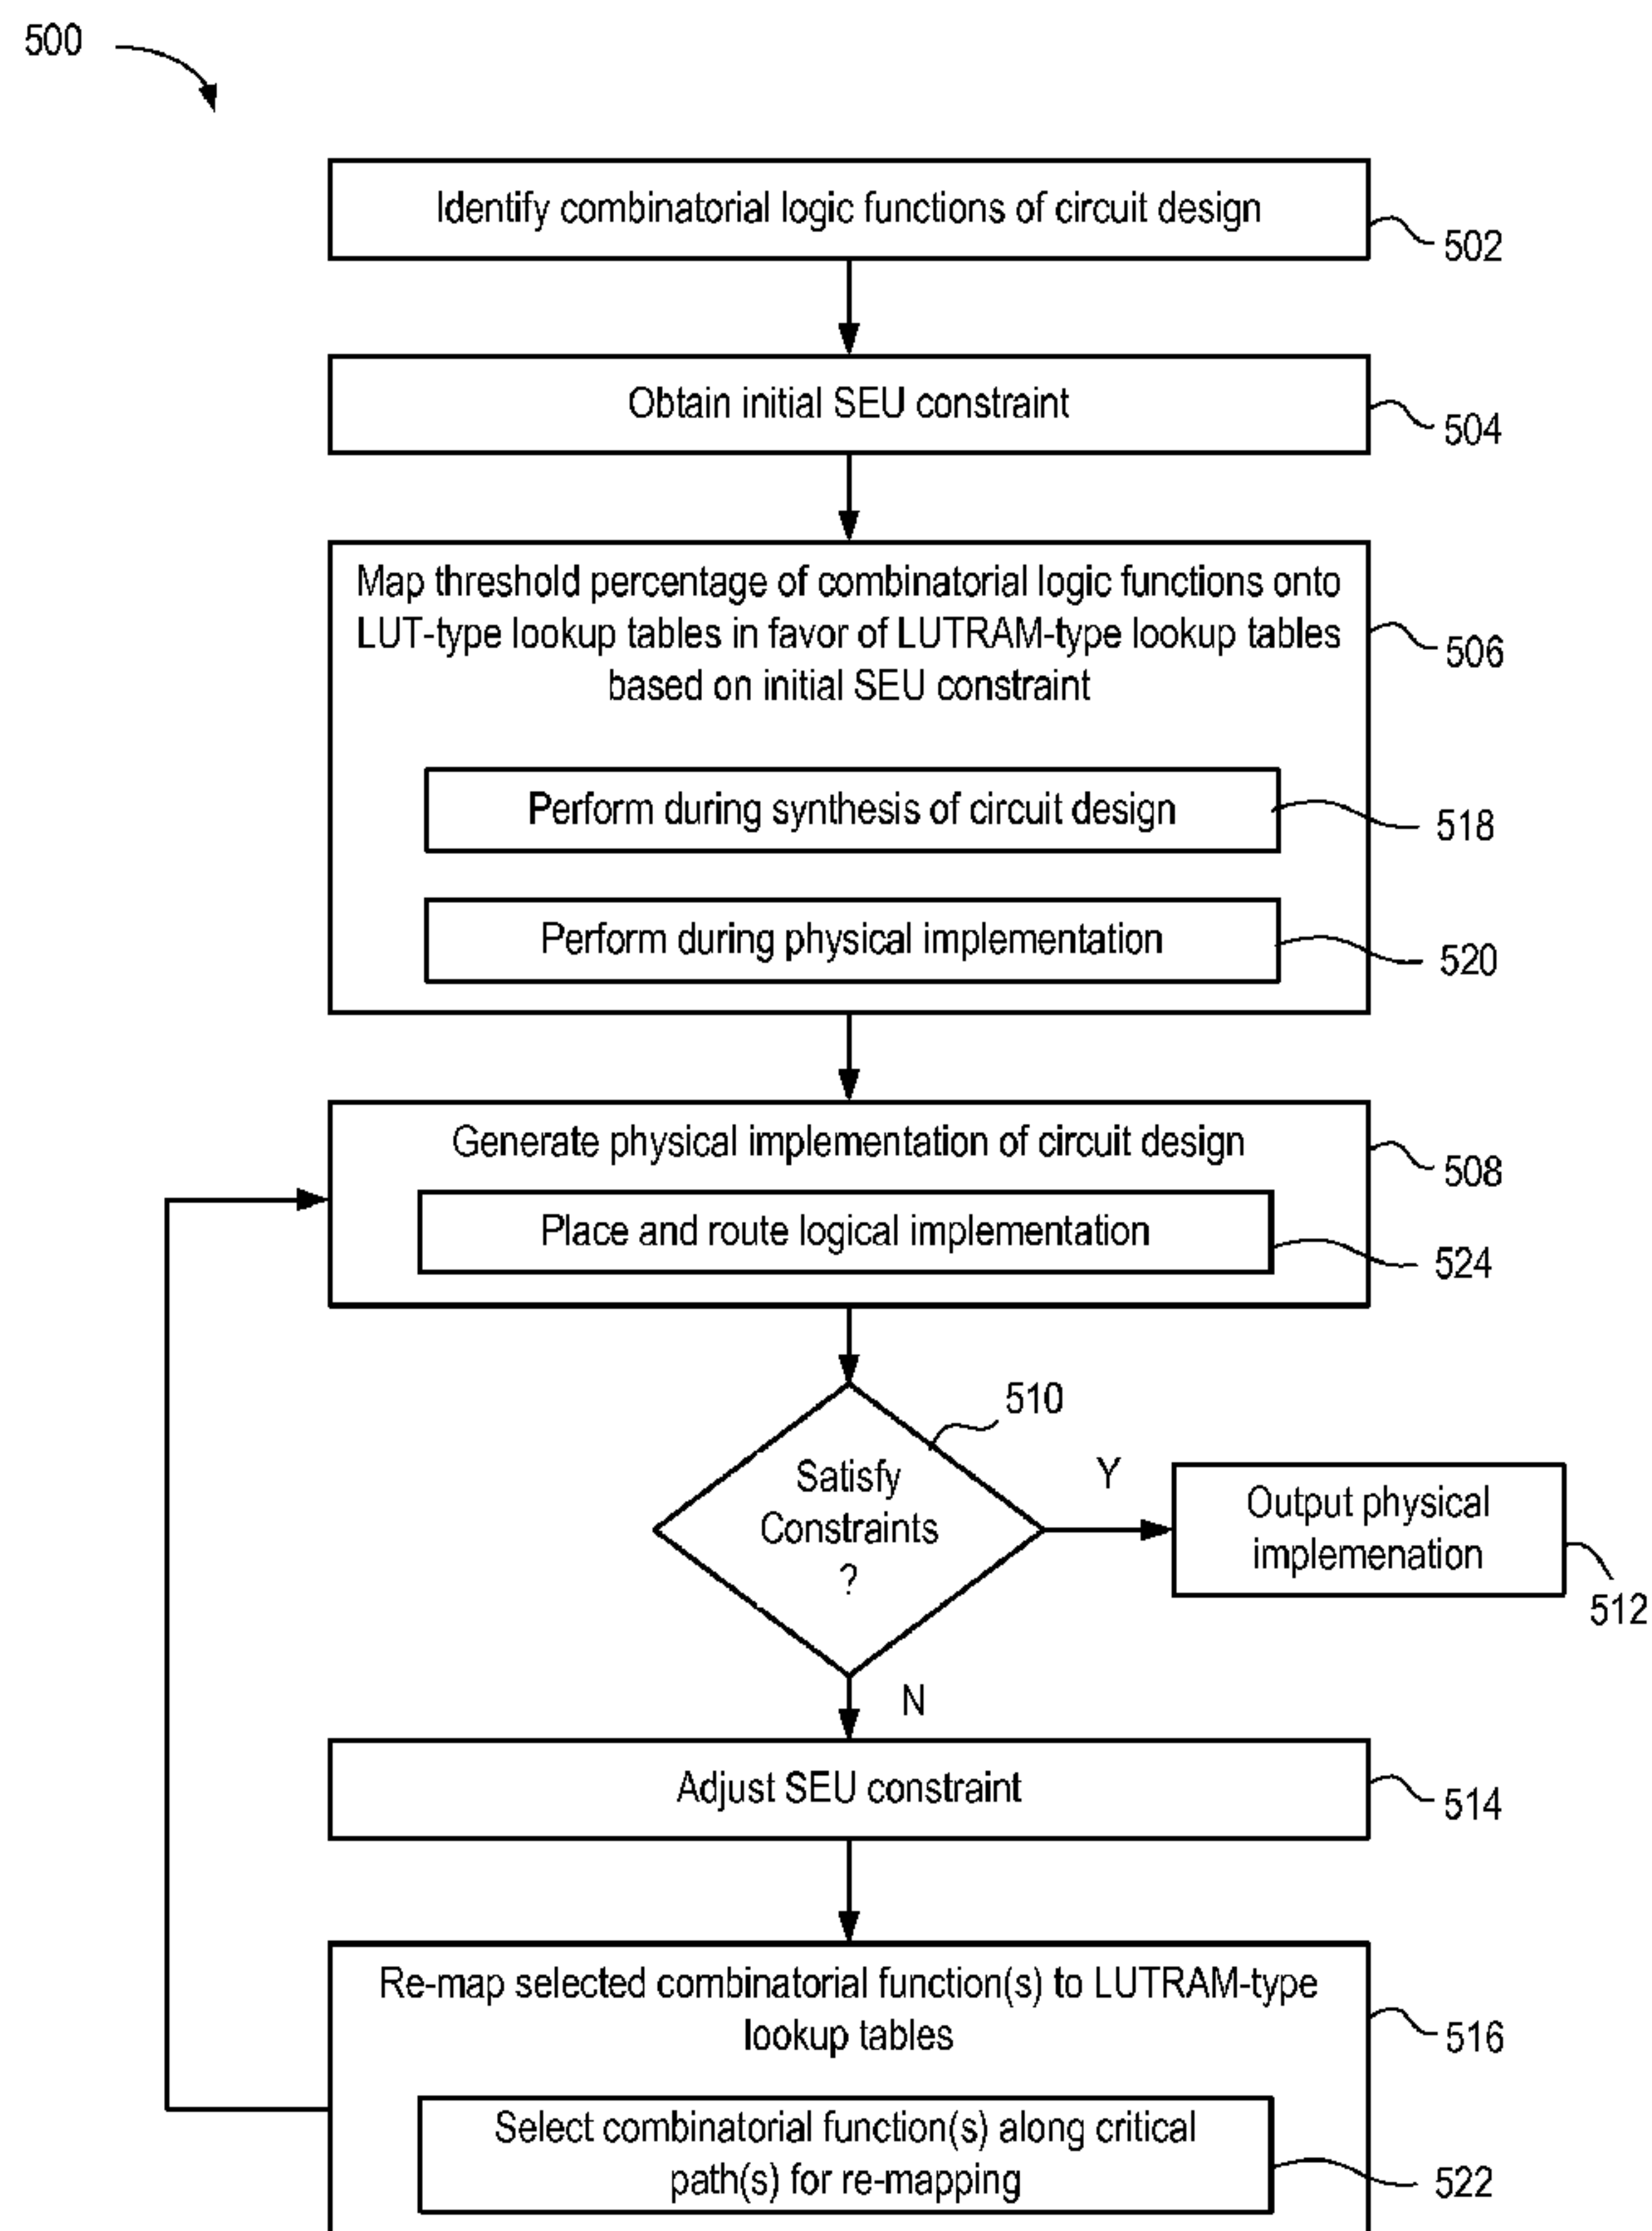 500
Identify combinatorial logic functions of circuit design
502
Obtain initial SEU constraint
504
Map threshold percentage of combinatorial logic functions onto
LUT-type lookup tables in favor of LUTRAM-type lookup tables
based on initial SEU constraint
506
Perform during synthesis of circuit design
518
Perform during physical implementation
520
Generate physical implementation of circuit design
508
Place and route logical implementation
524
510
Satisfy
Constraints
?
Y
Output physical
implemenation
512
N
Adjust SEU constraint
514
Re-map selected combinatorial function(s) to LUTRAM-type
lookup tables
516
Select combinatorial function(s) along critical
path(s) for re-mapping
522